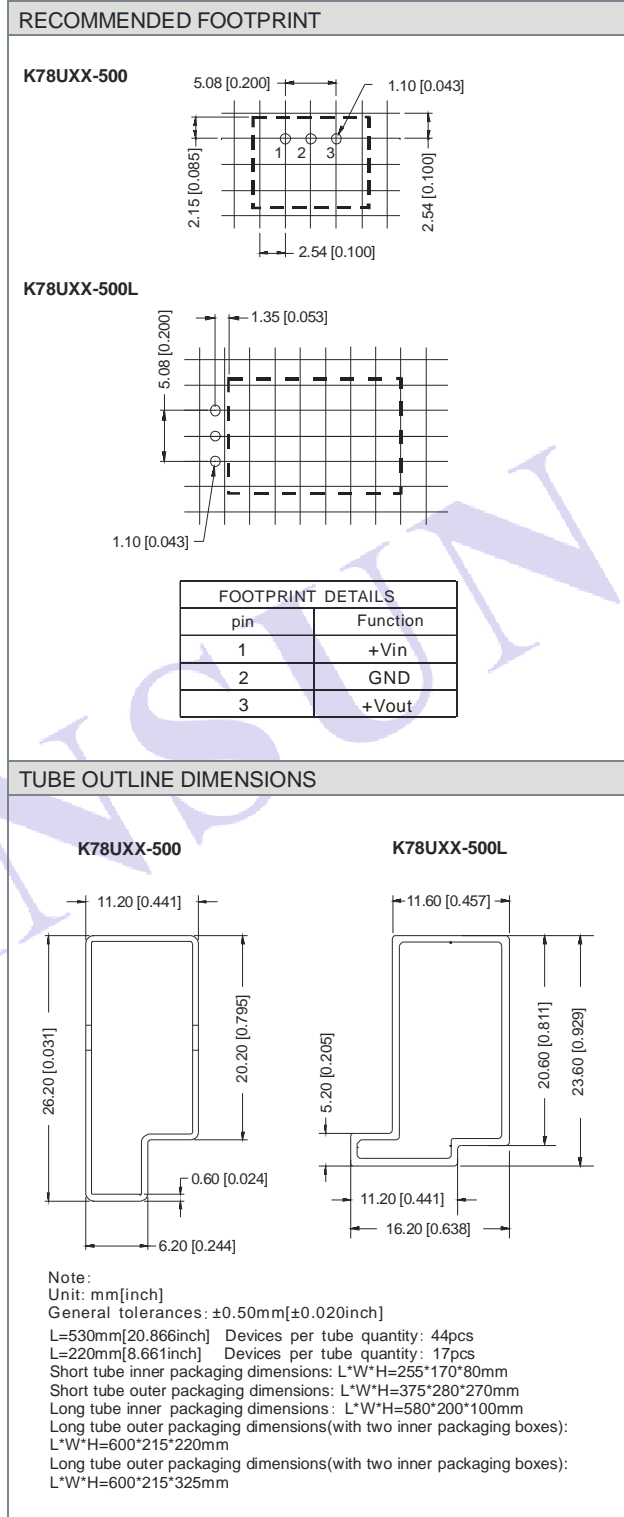 RECOMMENDED FOOTPRINT
K78UXX-500
5.08 [0.200]
1.10 [0.043]
1 2 3
2.15 [0.085]
2.54 [0.100]
2.54 [0.100]
K78UXX-500L
1.35 [0.053]
5.08 [0.200]
1.10 [0.043]
FOOTPRINT DETAILS
pin Function
1 +Vin
2 GND
3 +Vout
TUBE OUTLINE DIMENSIONS
K78UXX-500
11.20 [0.441]
26.20 [0.031]
20.20 [0.795]
0.60 [0.024]
6.20 [0.244]
K78UXX-500L
11.60 [0.457]
5.20 [0.205]
20.60 [0.811]
23.60 [0.929]
11.20 [0.441]
16.20 [0.638]
Note:
Unit: mm[inch]
General tolerances: ±0.50mm[±0.020inch]
L=530mm[20.866inch] Devices per tube quantity: 44pcs
L=220mm[8.661inch] Devices per tube quantity: 17pcs
Short tube inner packaging dimensions: L*W*H=255*170*80mm
Short tube outer packaging dimensions: L*W*H=375*280*270mm
Long tube inner packaging dimensions: L*W*H=580*200*100mm
Long tube outer packaging dimensions(with two inner packaging boxes):
L*W*H=600*215*220mm
Long tube outer packaging dimensions(with two inner packaging boxes):
L*W*H=600*215*325mm
NSUN